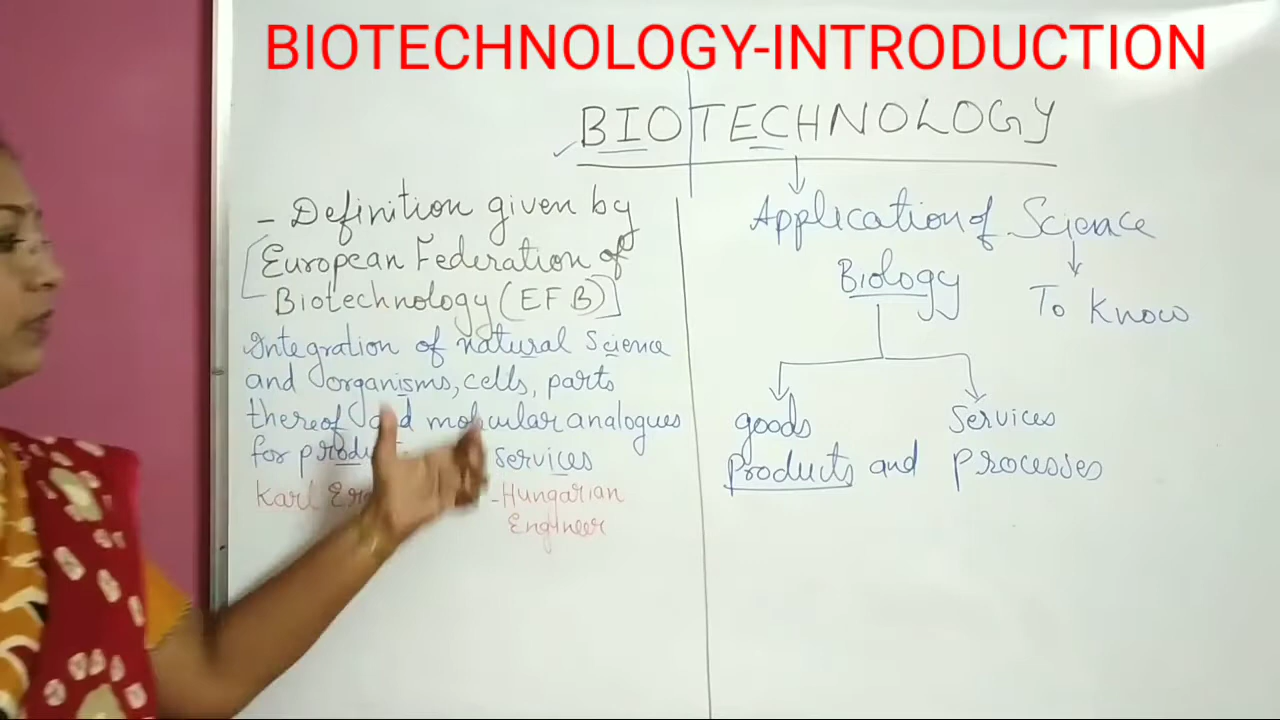 BIOTECHNOLOGY-INTRODUCTION
BIOTECHNOLOGY
- Definition given by
[European Federation of
Biotechnology (EFB)]
Integration of natural Science
and organisms, cells, parts
thereof and molcular analogues
for services
Karl - Hungarian
Engineer
Application of Science
Biology
To Know
goods Services
Products and processes